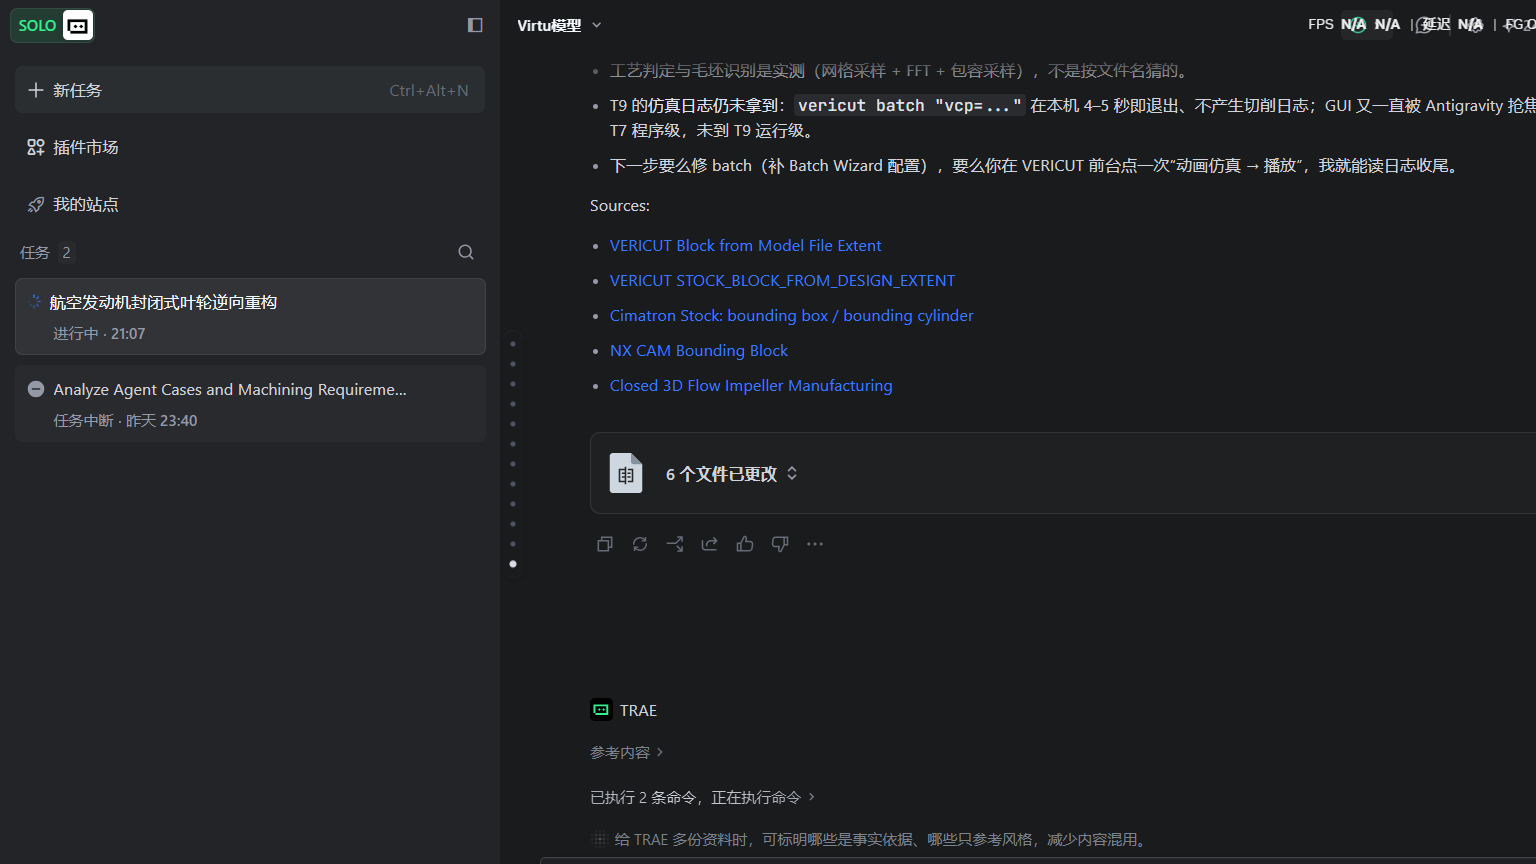 SOLO
新任务
Ctrl+Alt+N
插件市场
我的站点
任务 2
航空发动机封闭式叶轮逆向重构
进行中 · 21:07
Analyze Agent Cases and Machining Requireme...
任务中断 · 昨天 23:40
Virtu模型
FPS N/A N/A | 延迟 N/A |
工艺判定与毛坯识别是实测（网格采样 + FFT + 包容采样），不是按文件名猜的。
T9 的仿真日志仍未拿到：vericut batch "vcp=..." 在本机 4–5 秒即退出、不产生切削日志；GUI 又一直被 Antigravity 抢焦
T7 程序级，未到 T9 运行级。
下一步要么修 batch（补 Batch Wizard 配置），要么你在 VERICUT 前台点一次“动画仿真 → 播放”，我就能读日志收尾。
Sources:
VERICUT Block from Model File Extent
VERICUT STOCK_BLOCK_FROM_DESIGN_EXTENT
Cimatron Stock: bounding box / bounding cylinder
NX CAM Bounding Block
Closed 3D Flow Impeller Manufacturing
6 个文件已更改
TRAE
参考内容
已执行 2 条命令，正在执行命令
给 TRAE 多份资料时，可标明哪些是事实依据、哪些只参考风格，减少内容混用。